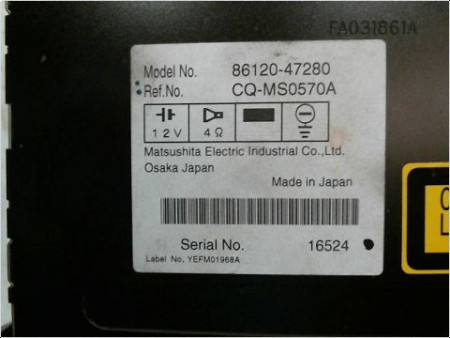 FA031861A
Model No. 86120-47280
Ref.No. CQ-MS0570A
12V 4Ω
Matsushita Electric Industrial Co.,Ltd.
Osaka Japan
Made in Japan
Serial No. 16524
Label No, YEFM01968A
C
L